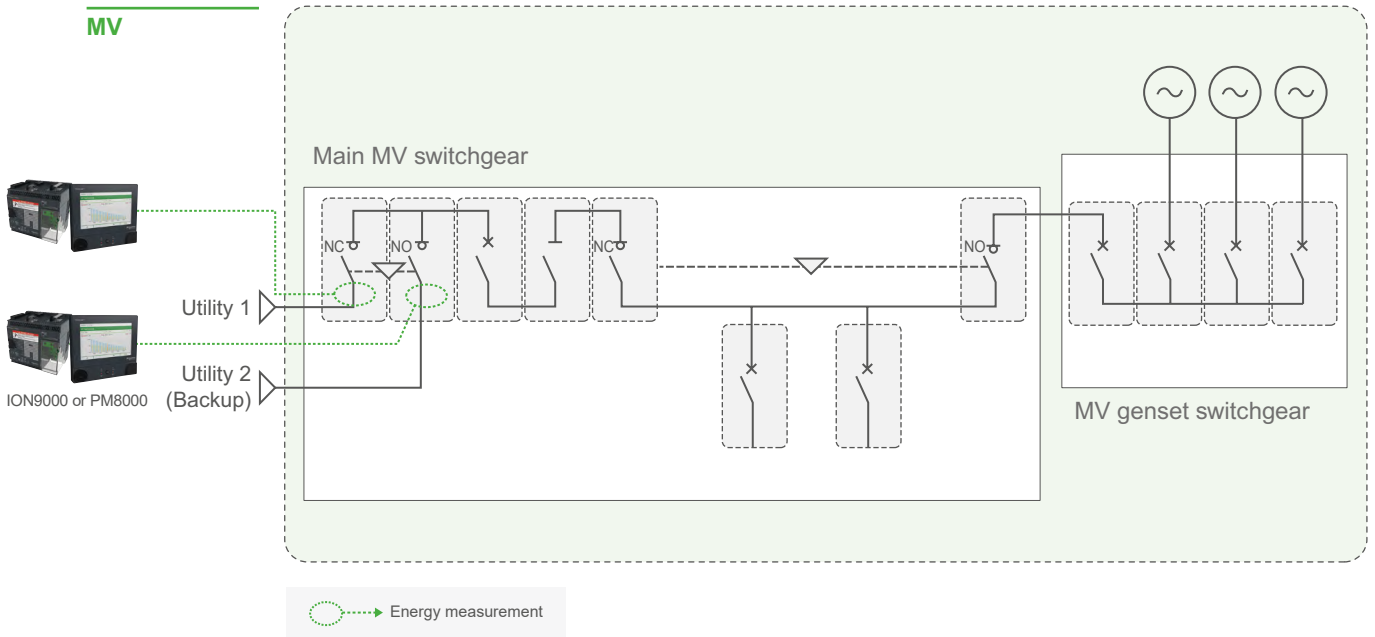 MV
Main MV switchgear
NC
NO
NC
NO
Utility 1
Utility 2
(Backup)
ION9000 or PM8000
MV genset switchgear
Energy measurement